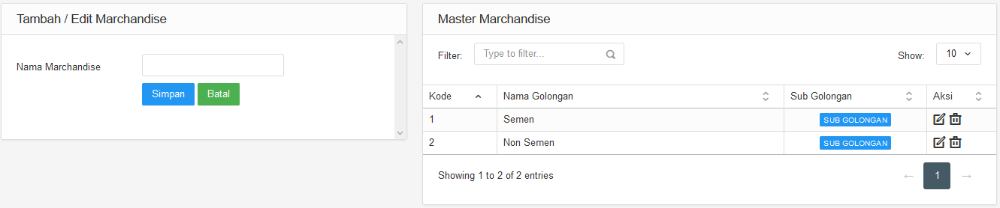 Tambah / Edit Marchandise
Nama Marchandise
Simpan Batal
Master Marchandise
Filter: Type to filter... Show: 10
Kode Nama Golongan Sub Golongan Aksi
1 Semen SUB GOLONGAN
2 Non Semen SUB GOLONGAN
Showing 1 to 2 of 2 entries ← 1 →